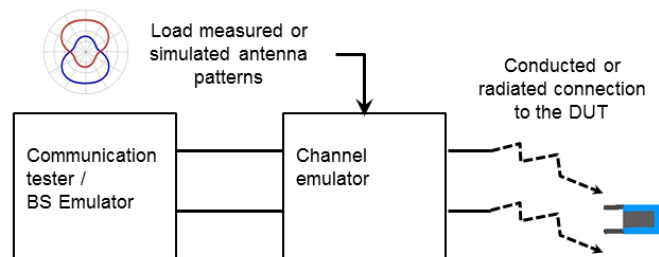 Load measured or
simulated antenna
patterns
Conducted or
radiated connection
to the DUT
Communication
tester /
BS Emulator
Channel
emulator